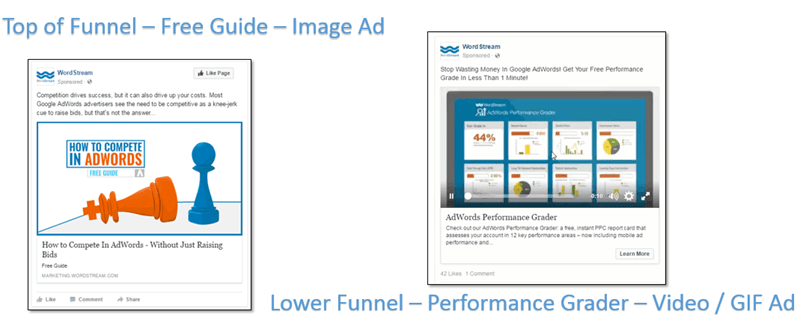 Top of Funnel – Free Guide – Image Ad
WordStream
Sponsored
Like Page
Competition drives success, but it can also drive up your costs. Most
Google AdWords advertisers see the need to be competitive as a knee-jerk
cue to raise bids, but that's not the answer...
HOW TO COMPETE
IN ADWORDS
FREE GUIDE
How to Compete In AdWords - Without Just Raising
Bids
Free Guide
MARKETING.WORDSTREAM.COM
Like Comment Share
WordStream
Sponsored
Stop Wasting Money In Google AdWords! Get Your Free Performance
Grade In Less Than 1 Minute!
WordStream
AdWords Performance Grader
44%
AdWords Performance Grader
Check out our AdWords Performance Grader: a free, instant PPC report card that
assesses your account in 12 key performance areas – now including mobile ad
performance and...
Learn More
42 Likes 1 Comment
Lower Funnel – Performance Grader – Video / GIF Ad